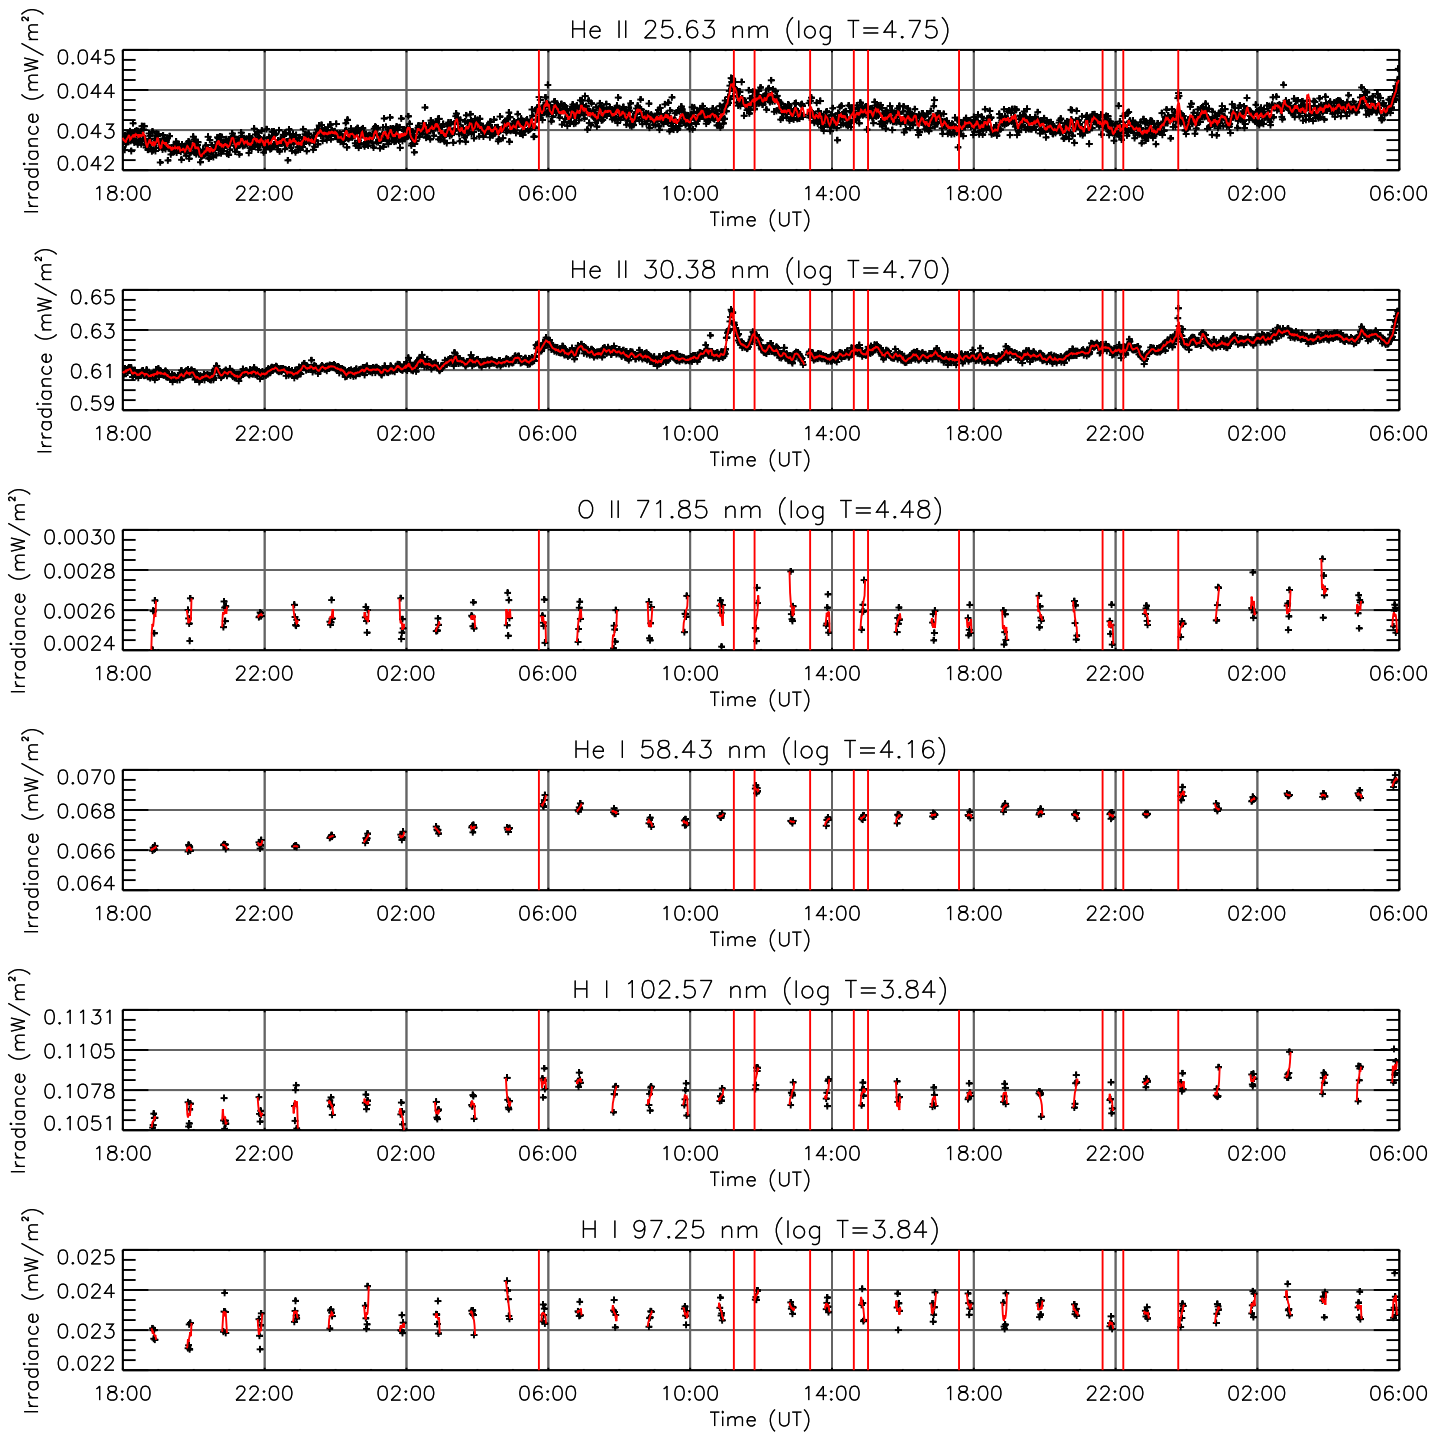 He II 25.63 nm (log T=4.75)
Irradiance (mW/m²)
0.045
0.044
0.043
0.042
18:00 22:00 02:00 06:00 10:00 14:00 18:00 22:00 02:00 06:00
Time (UT)
He II 30.38 nm (log T=4.70)
Irradiance (mW/m²)
0.65
0.63
0.61
0.59
18:00 22:00 02:00 06:00 10:00 14:00 18:00 22:00 02:00 06:00
Time (UT)
O II 71.85 nm (log T=4.48)
Irradiance (mW/m²)
0.0030
0.0028
0.0026
0.0024
18:00 22:00 02:00 06:00 10:00 14:00 18:00 22:00 02:00 06:00
Time (UT)
He I 58.43 nm (log T=4.16)
Irradiance (mW/m²)
0.070
0.068
0.066
0.064
18:00 22:00 02:00 06:00 10:00 14:00 18:00 22:00 02:00 06:00
Time (UT)
H I 102.57 nm (log T=3.84)
Irradiance (mW/m²)
0.1131
0.1105
0.1078
0.1051
18:00 22:00 02:00 06:00 10:00 14:00 18:00 22:00 02:00 06:00
Time (UT)
H I 97.25 nm (log T=3.84)
Irradiance (mW/m²)
0.025
0.024
0.023
0.022
18:00 22:00 02:00 06:00 10:00 14:00 18:00 22:00 02:00 06:00
Time (UT)